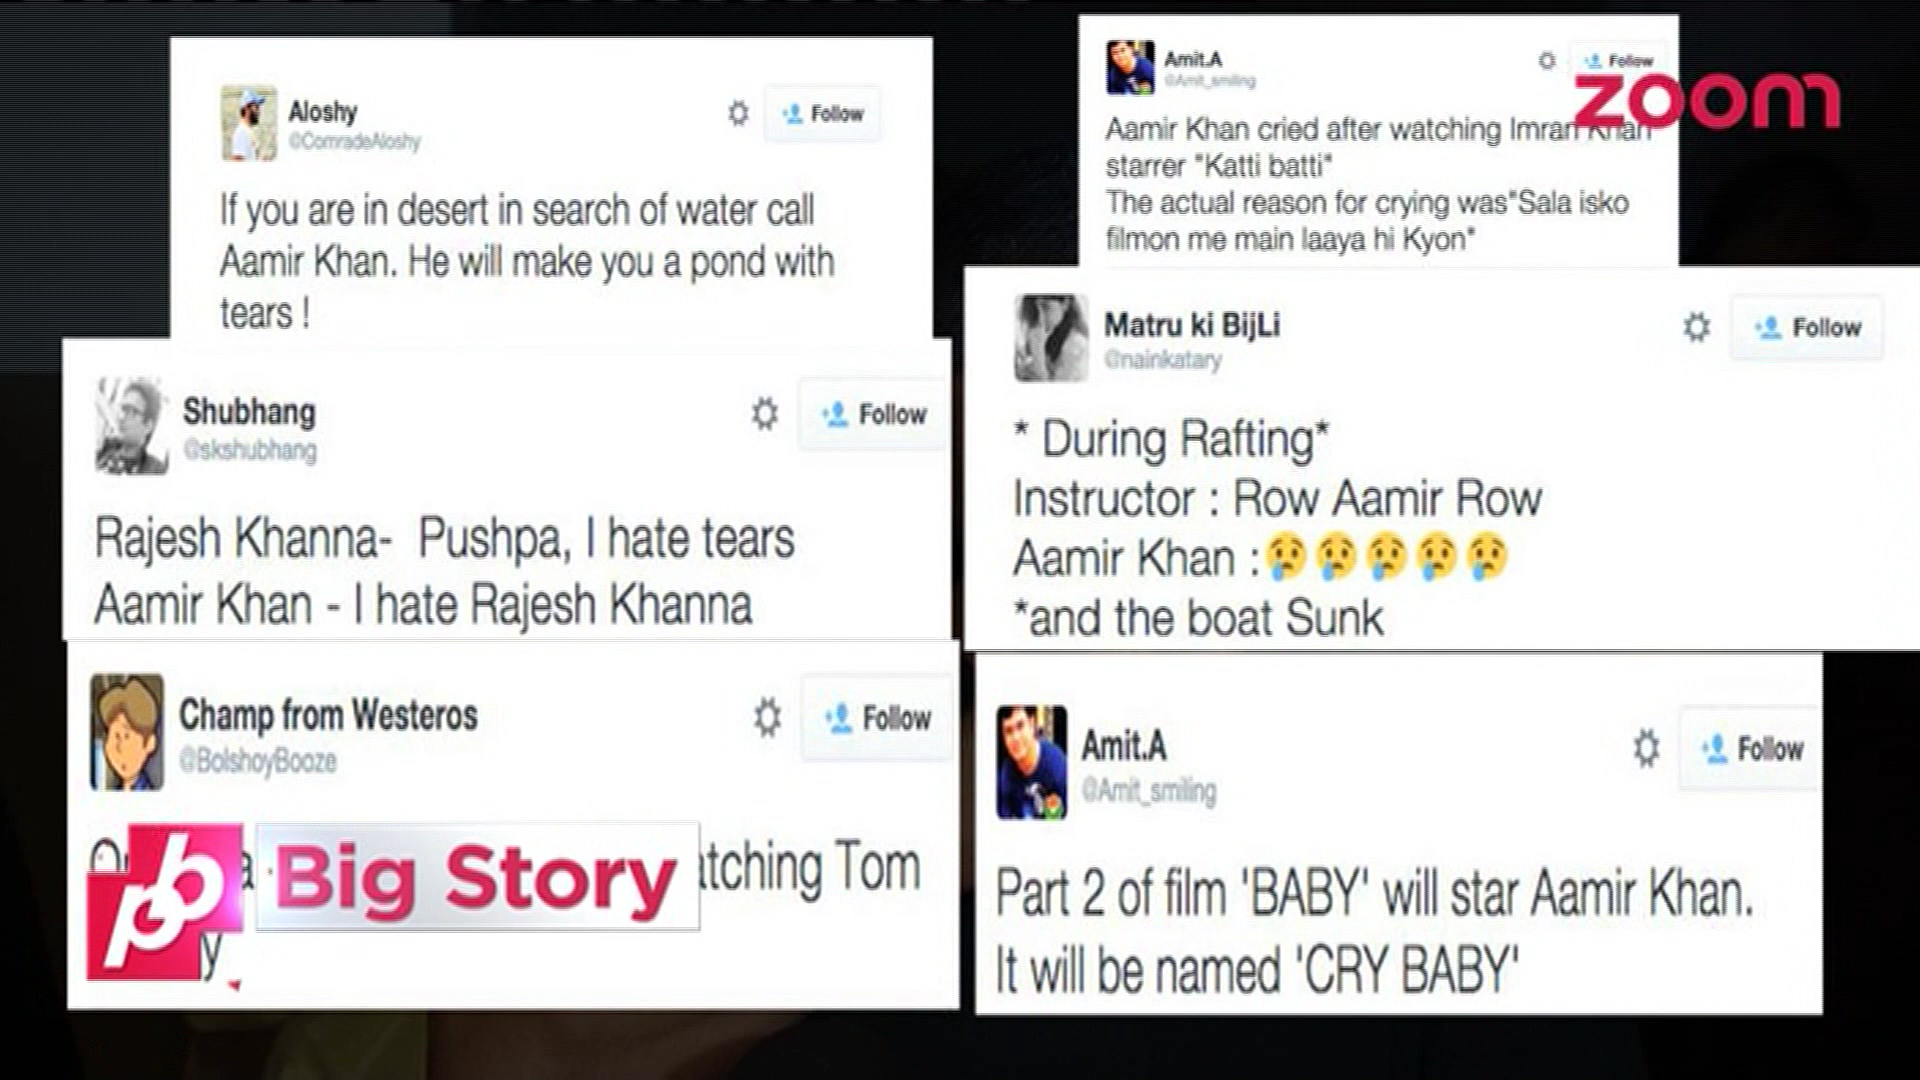 Aloshy
@ComradeAloshy
Follow
If you are in desert in search of water call
Aamir Khan. He will make you a pond with
tears !
Shubhang
@skshubhang
Follow
Rajesh Khanna- Pushpa, I hate tears
Aamir Khan - I hate Rajesh Khanna
Champ from Westeros
@BolshoyBooze
Follow
Tom
Big Story
Amit.A
@Amit_smiling
Follow
zoom
Aamir Khan cried after watching Imran Khan
starrer "Katti batti"
The actual reason for crying was"Sala isko
filmon me main laaya hi Kyon"
Matru ki BijLi
@nainkatary
Follow
* During Rafting*
Instructor : Row Aamir Row
Aamir Khan :😢😢😢😢😢
*and the boat Sunk
Amit.A
@Amit_smiling
Follow
Part 2 of film 'BABY' will star Aamir Khan.
It will be named 'CRY BABY'